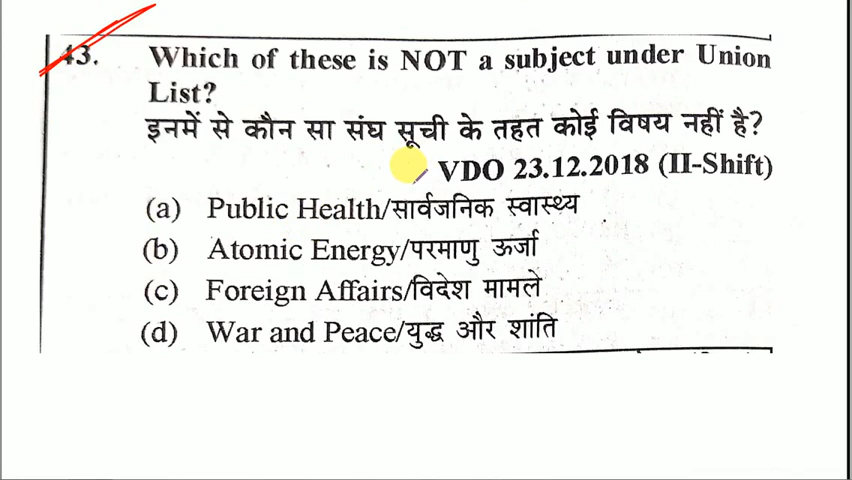 43. Which of these is NOT a subject under Union
List?
इनमें से कौन सा संघ सूची के तहत कोई विषय नहीं है?
VDO 23.12.2018 (II-Shift)
(a) Public Health/सार्वजनिक स्वास्थ्य
(b) Atomic Energy/परमाणु ऊर्जा
(c) Foreign Affairs/विदेश मामले
(d) War and Peace/युद्ध और शांति